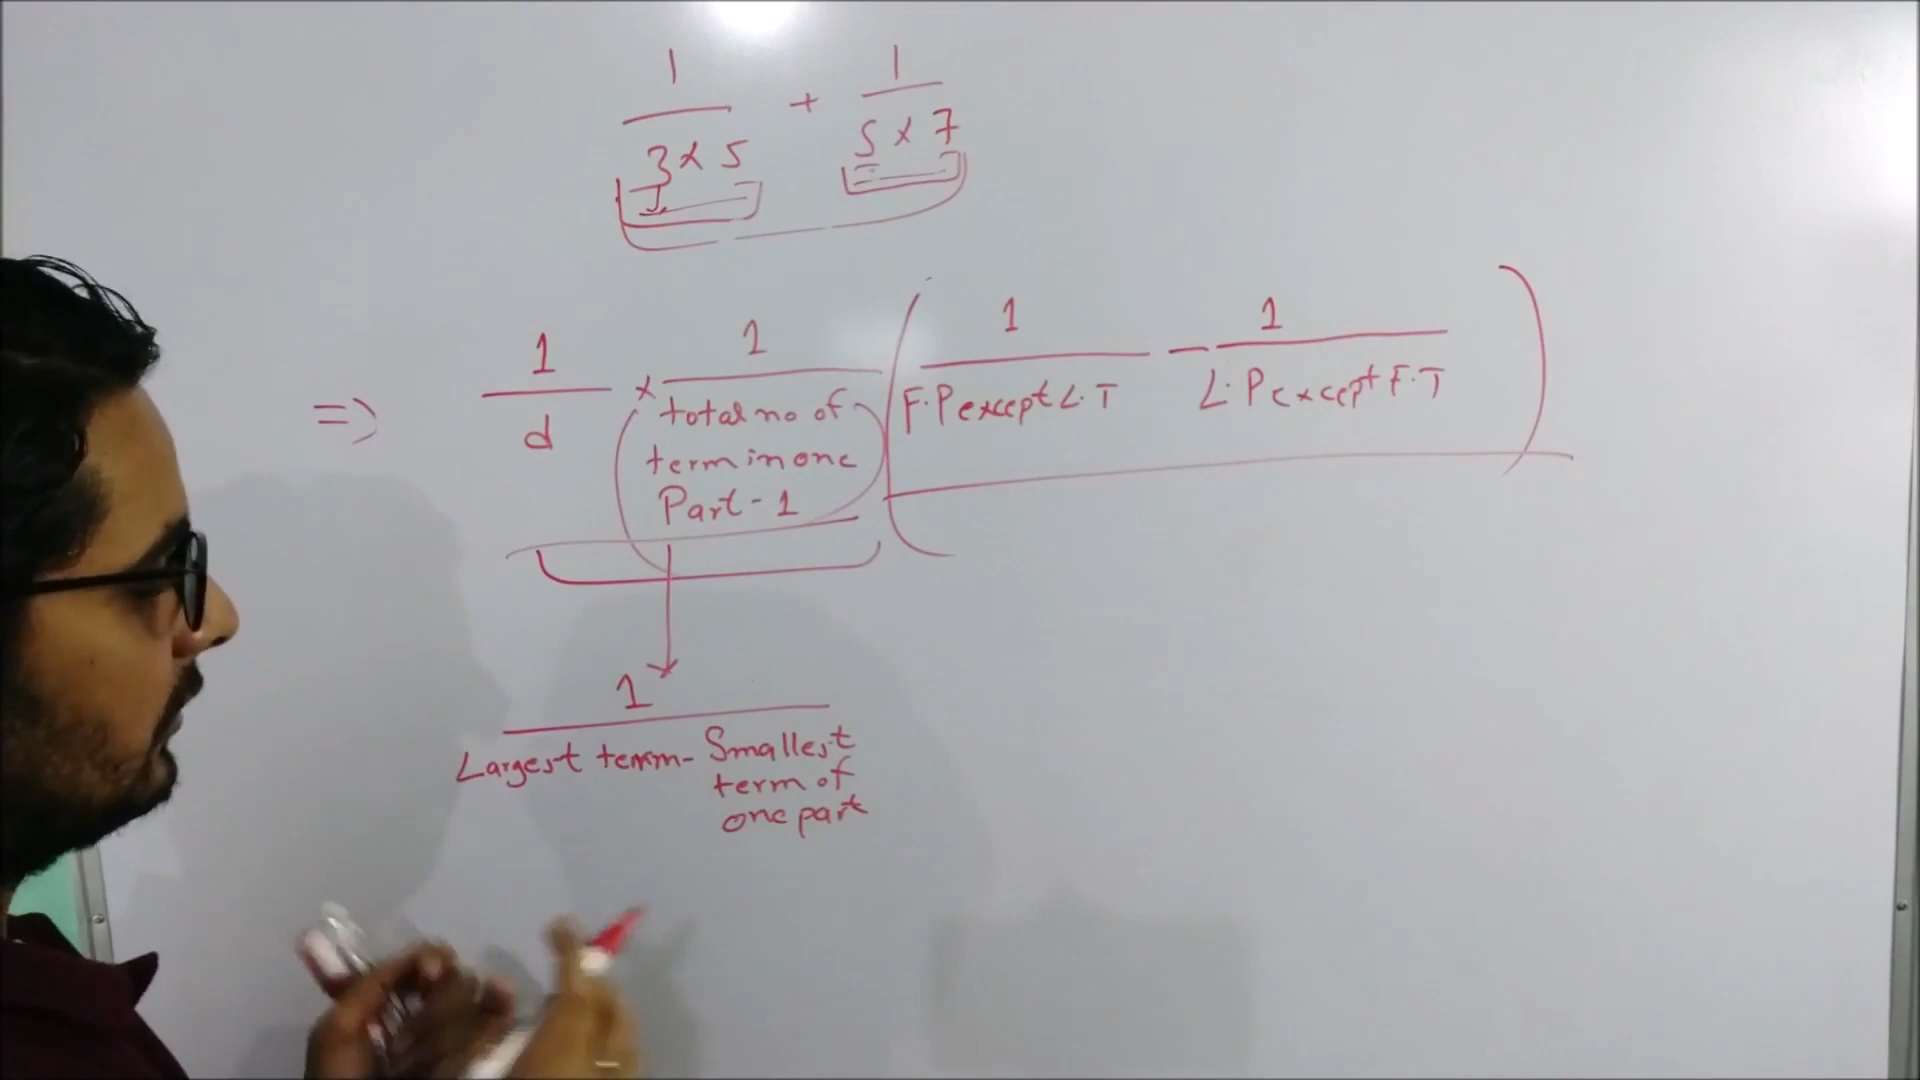 1/(3 x 5) + 1/(5 x 7)
=> 1/d x 1/(total no of
term in one
Part - 1) (1/(F.P except L.T) - 1/(L.P except F.T))
1
Largest term - Smallest
term of
one part